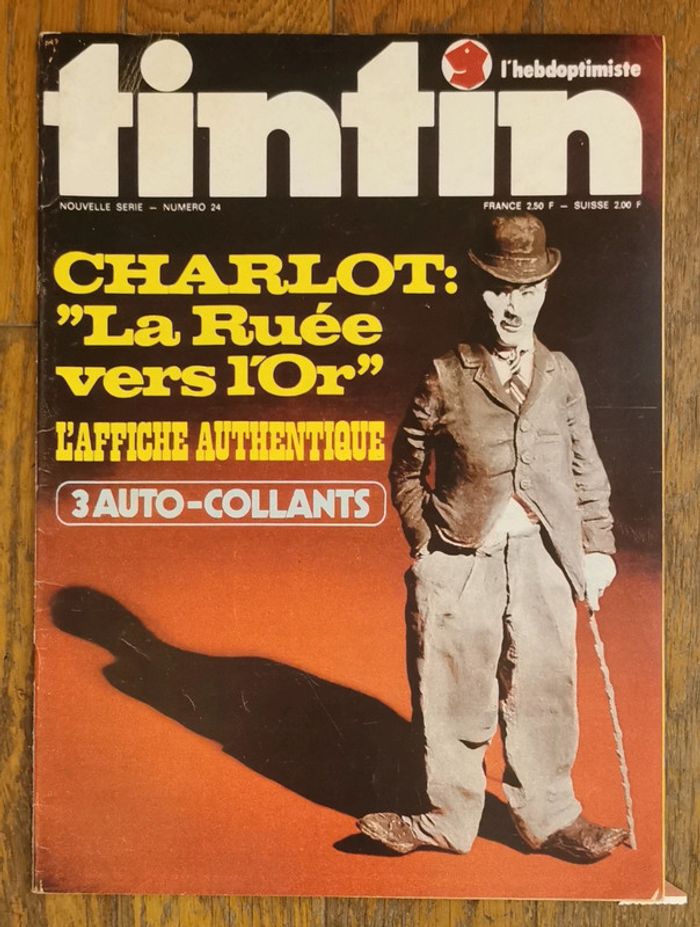 tintin
l'hebdoptimiste
NOUVELLE SERIE – NUMERO 24
FRANCE 2.50 F – SUISSE 2.00 F
CHARLOT:
"La Ruée
vers l'Or"
L'AFFICHE AUTHENTIQUE
3 AUTO-COLLANTS